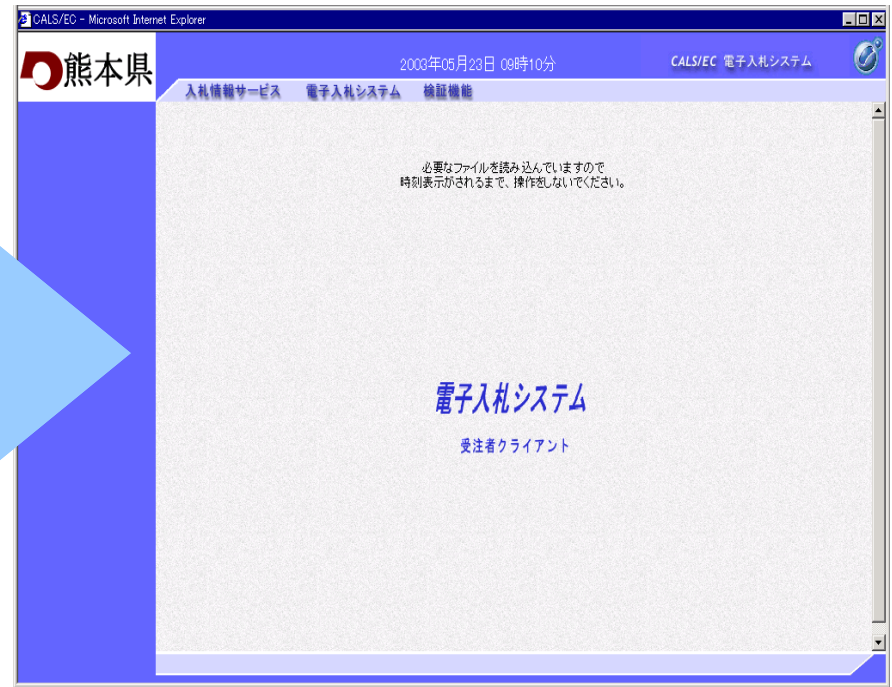 CALS/EC - Microsoft Internet Explorer
熊本県
2003年05月23日 09時10分
CALS/EC 電子入札システム
入札情報サービス 電子入札システム 検証機能
必要なファイルを読み込んでいますので
時刻表示がされるまで、操作をしないでください。
電子入札システム
受注者クライアント